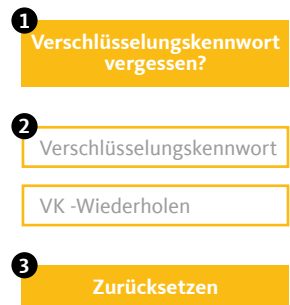 1
Verschlüsselungskennwort
vergessen?
2
Verschlüsselungskennwort
VK -Wiederholen
3
Zurücksetzen